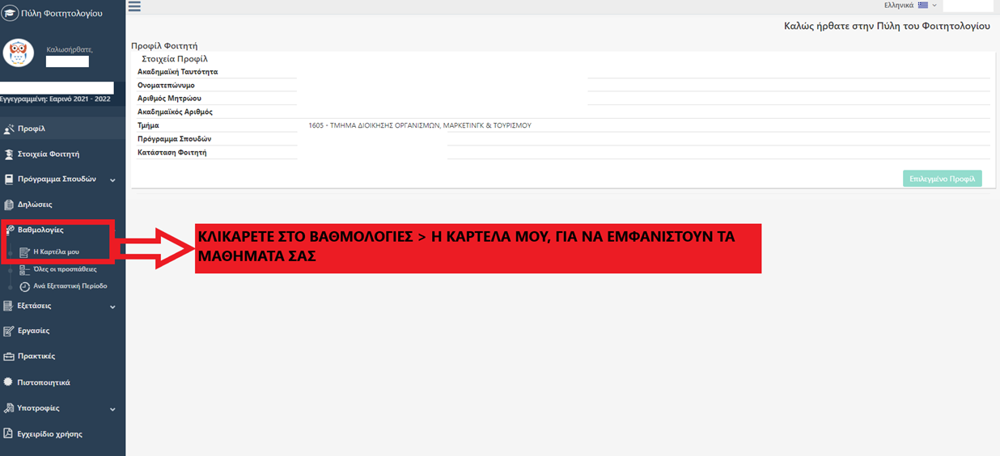 Πύλη Φοιτητολογίου
Ελληνικά
Καλώς ήρθατε στην Πύλη του Φοιτητολογίου
Καλωσήρθατε,
Εγγεγραμμένη: Εαρινό 2021 - 2022
Προφίλ
Στοιχεία Φοιτητή
Πρόγραμμα Σπουδών
Δηλώσεις
Βαθμολογίες
Η Καρτέλα μου
Όλες οι προσπάθειες
Ανά Εξεταστική Περίοδο
Εξετάσεις
Εργασίες
Πρακτικές
Πιστοποιητικά
Υποτροφίες
Εγχειρίδιο χρήσης
Προφίλ Φοιτητή
Στοιχεία Προφίλ
Ακαδημαϊκή Ταυτότητα
Ονοματεπώνυμο
Αριθμός Μητρώου
Ακαδημαϊκός Αριθμός
Τμήμα 1605 - ΤΜΗΜΑ ΔΙΟΙΚΗΣΗΣ ΟΡΓΑΝΙΣΜΩΝ, ΜΑΡΚΕΤΙΝΓΚ & ΤΟΥΡΙΣΜΟΥ
Πρόγραμμα Σπουδών
Κατάσταση Φοιτητή
Επιλεγμένο Προφίλ
ΚΛΙΚΑΡΕΤΕ ΣΤΟ ΒΑΘΜΟΛΟΓΙΕΣ > Η ΚΑΡΤΕΛΑ ΜΟΥ, ΓΙΑ ΝΑ ΕΜΦΑΝΙΣΤΟΥΝ ΤΑ
ΜΑΘΗΜΑΤΑ ΣΑΣ